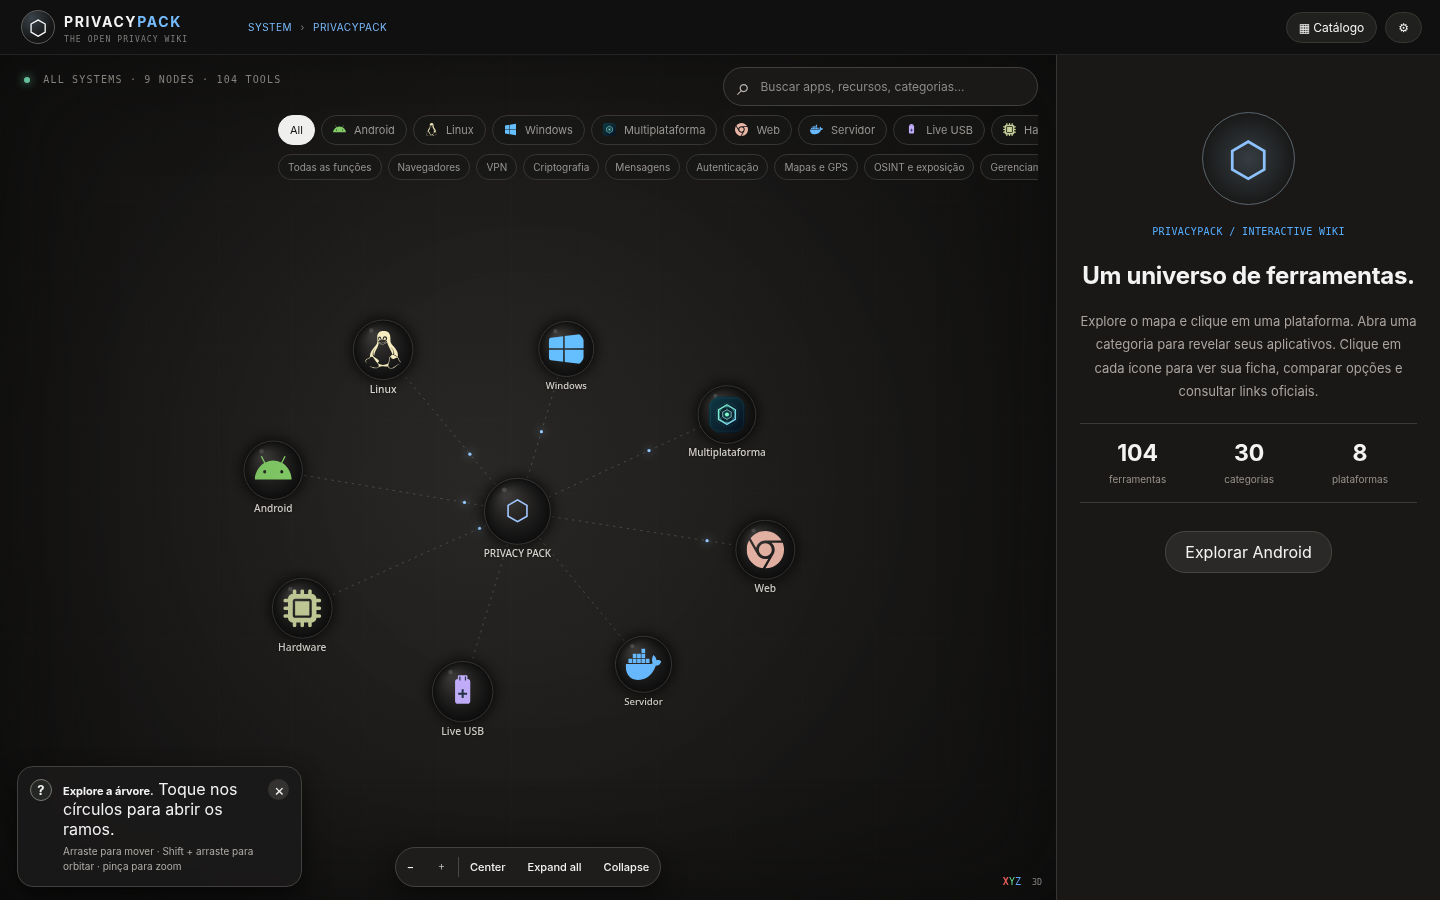 PRIVACYPACK
THE OPEN PRIVACY WIKI
SYSTEM › PRIVACYPACK
Catálogo
ALL SYSTEMS · 9 NODES · 104 TOOLS
Buscar apps, recursos, categorias...
All Android Linux Windows Multiplataforma Web Servidor Live USB Ha
Todas as funções Navegadores VPN Criptografia Mensagens Autenticação Mapas e GPS OSINT e exposição Gerencian
Linux
Windows
Multiplataforma
Android
PRIVACY PACK
Web
Hardware
Servidor
Live USB
? Explore a árvore. Toque nos
círculos para abrir os
ramos.
Arraste para mover · Shift + arraste para
orbitar · pinça para zoom
×
− + Center Expand all Collapse
XYZ 3D
PRIVACYPACK / INTERACTIVE WIKI
Um universo de ferramentas.
Explore o mapa e clique em uma plataforma. Abra uma
categoria para revelar seus aplicativos. Clique em
cada ícone para ver sua ficha, comparar opções e
consultar links oficiais.
104 30 8
ferramentas categorias plataformas
Explorar Android